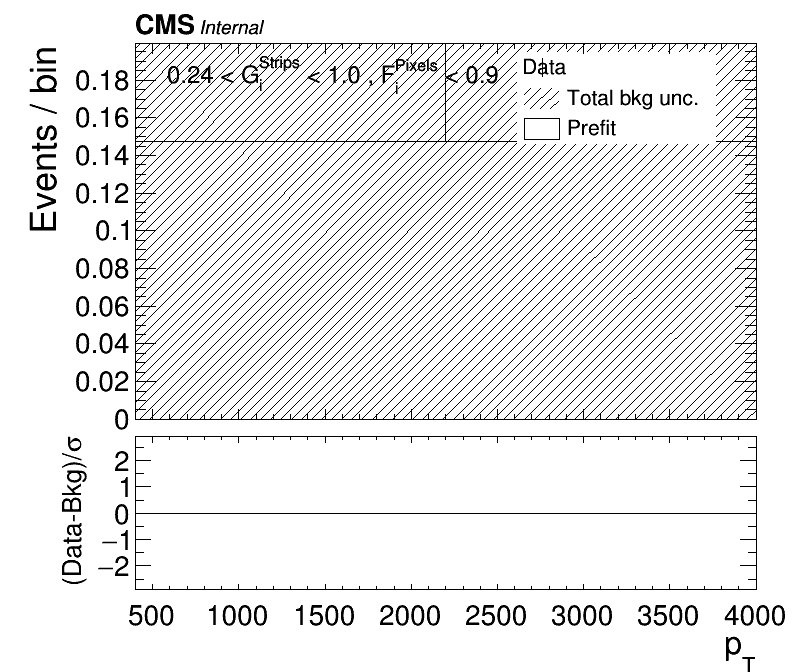 CMS Internal
Events / bin
0.24 < G_i^Strips < 1.0 , F_i^Pixels < 0.9
Data
Total bkg unc.
Prefit
0.18
0.16
0.14
0.12
0.1
0.08
0.06
0.04
0.02
0
(Data-Bkg)/σ
2
1
0
−1
−2
500 1000 1500 2000 2500 3000 3500 4000
p_T